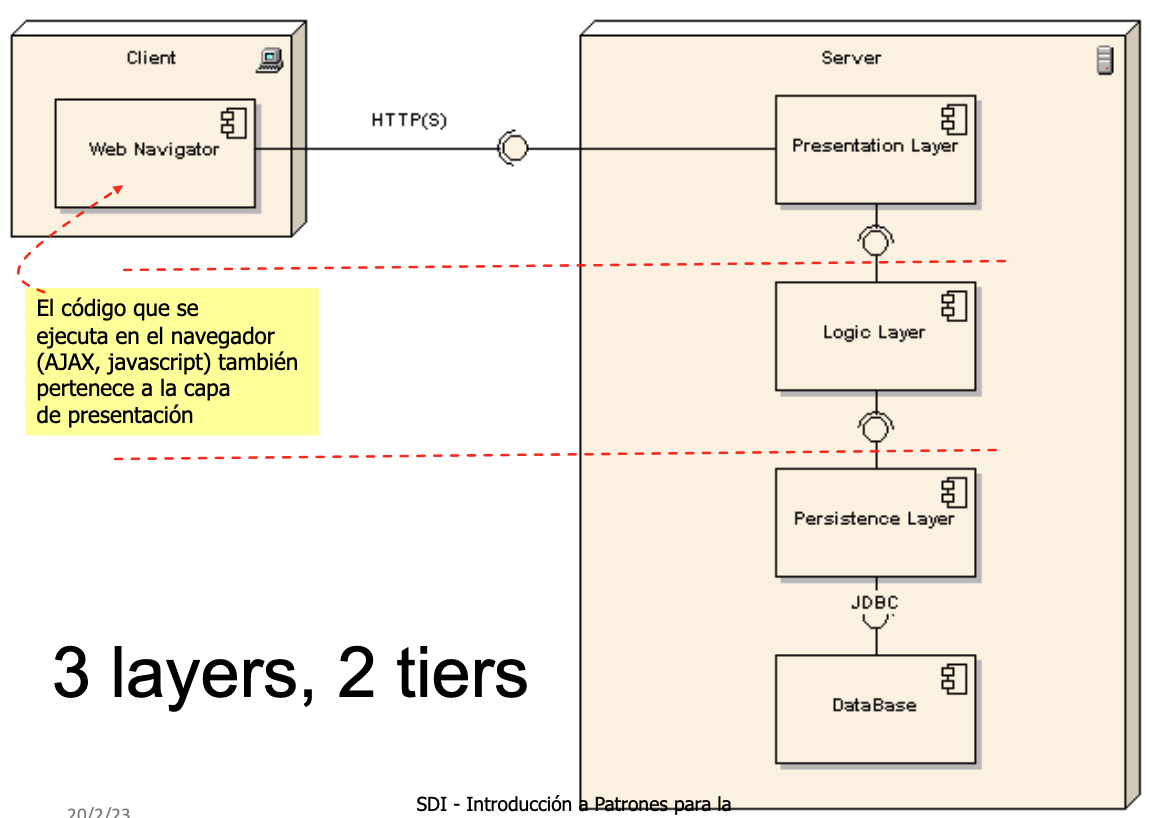 Client
Server
Web Navigator
HTTP(S)
Presentation Layer
El código que se
ejecuta en el navegador
(AJAX, javascript) también
pertenece a la capa
de presentación
Logic Layer
Persistence Layer
JDBC
3 layers, 2 tiers
DataBase
20/2/23
SDI - Introducción a Patrones para la